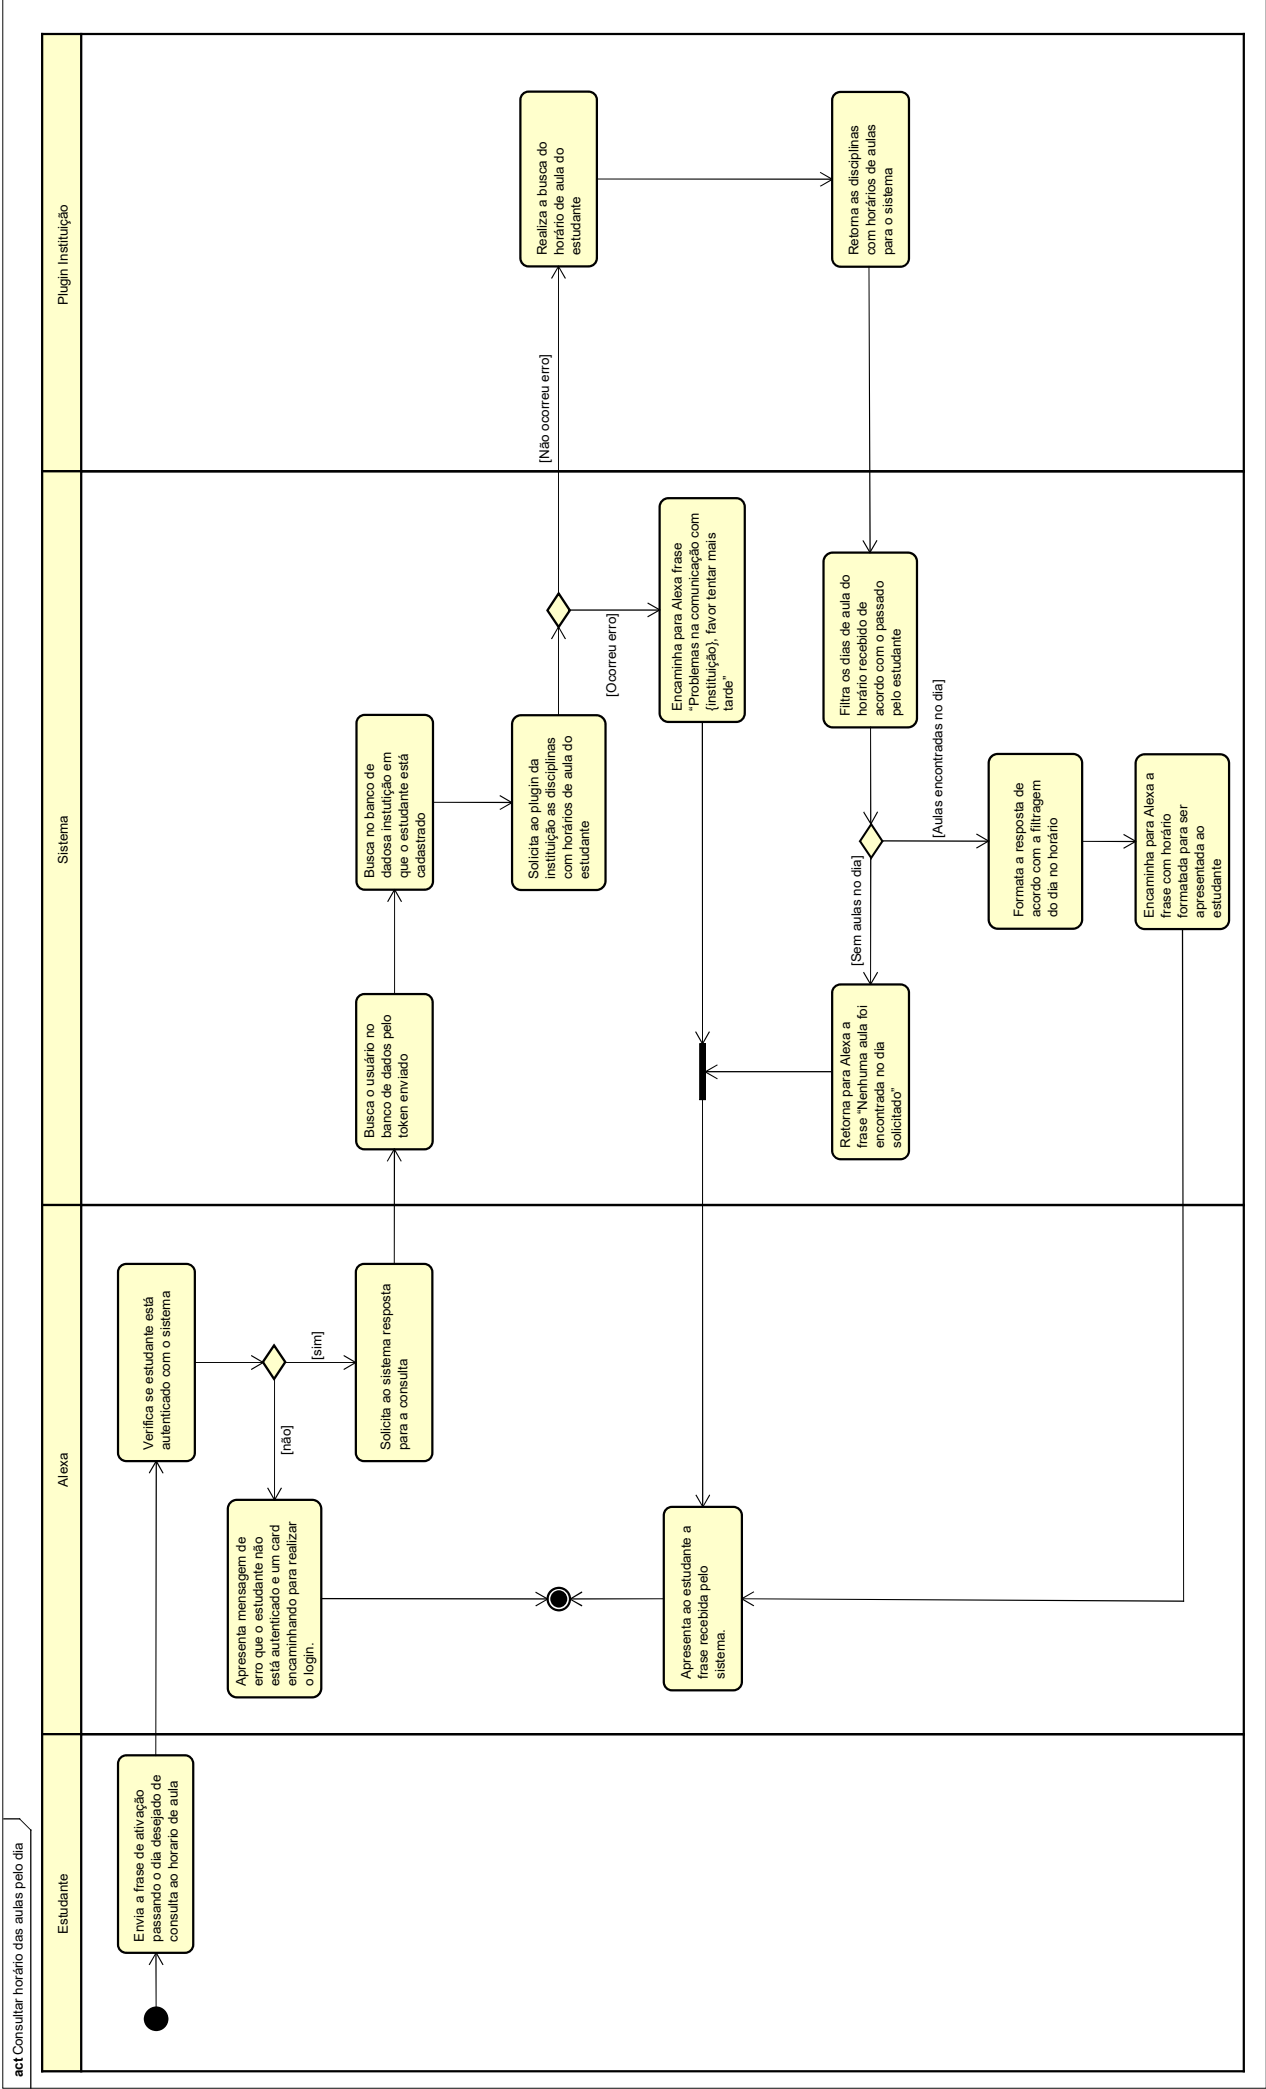 act Consultar horário das aulas pelo dia
Estudante
Alexa
Sistema
Plugin Instituição
Envia a frase de ativação
passando o dia desejado de
consulta ao horario de aula
Verifica se estudante está
autenticado com o sistema
[não]
[sim]
Apresenta mensagem de
erro que o estudante não
está autenticado e um card
encaminhando para realizar
o login.
Solicita ao sistema resposta
para a consulta
Busca o usuário no
banco de dados pelo
token enviado
Busca no banco de
dadosa instutição em
que o estudante está
cadastrado
Solicita ao plugin da
instituição as disciplinas
com horários de aula do
estudante
[Não ocorreu erro]
[Ocorreu erro]
Realiza a busca do
horário de aula do
estudante
Encaminha para Alexa frase
“Problemas na comunicação com
{instituição}, favor tentar mais
tarde”
Retorna as disciplinas
com horários de aulas
para o sistema
Filtra os dias de aula do
horário recebido de
acordo com o passado
pelo estudante
[Sem aulas no dia]
[Aulas encontradas no dia]
Retorna para Alexa a
frase “Nenhuma aula foi
encontrada no dia
solicitado”
Formata a resposta de
acordo com a filtragem
do dia no horário
Encaminha para Alexa a
frase com horário
formatada para ser
apresentada ao
estudante
Apresenta ao estudante a
frase recebida pelo
sistema.